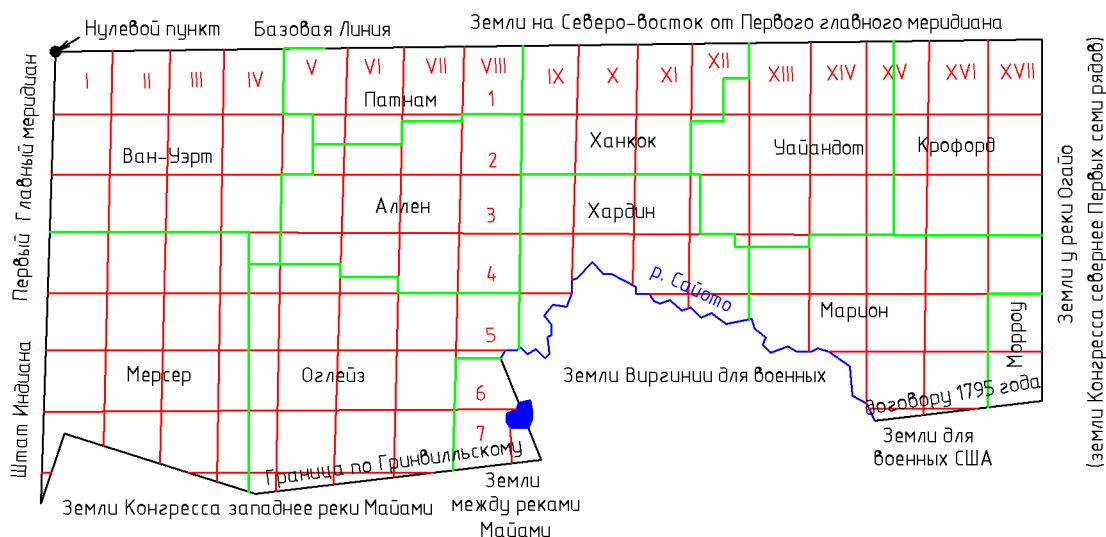 Нулевой пункт
Базовая Линия
Земли на Северо-восток от Первого главного меридиана
I II III IV V VI VII VIII IX X XI XII XIII XIV XV XVI XVII
Патнам
1
Ван-Уэрт
2
Ханкок
Уайандот
Крофорд
Аллен
3
Хардин
4
р. Сайото
5
Марион
Морроу
Мерсер
Оглейз
6
Земли Виргинии для военных
7
Граница по Гринвилльскому
договору 1795 года
Земли Конгресса западнее реки Майами
Земли
между реками
Майами
Земли для
военных США
Штат Индиана
Первый Главный меридиан
Земли у реки Огайо
(земли Конгресса севернее Первых семи рядов)